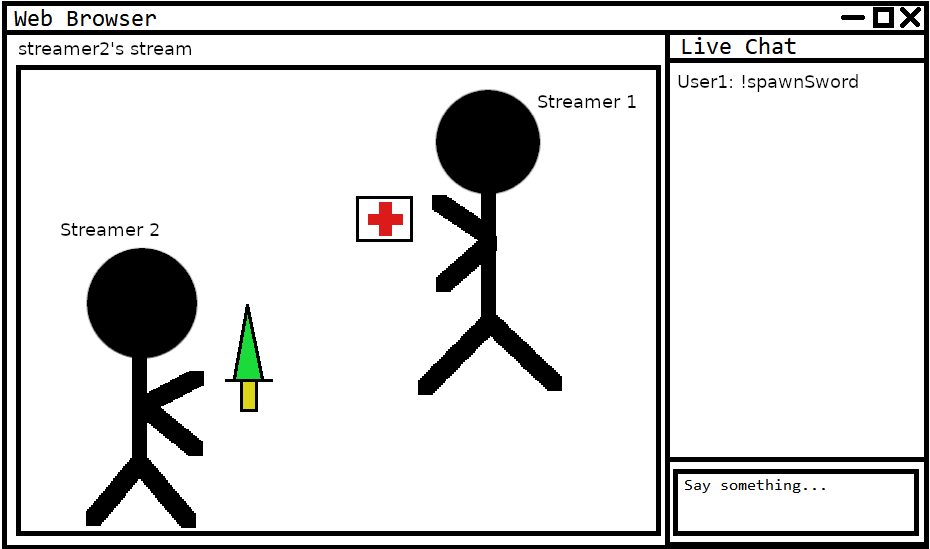 Web Browser
streamer2's stream
Live Chat
User1: !spawnSword
Streamer 1
Streamer 2
Say something...